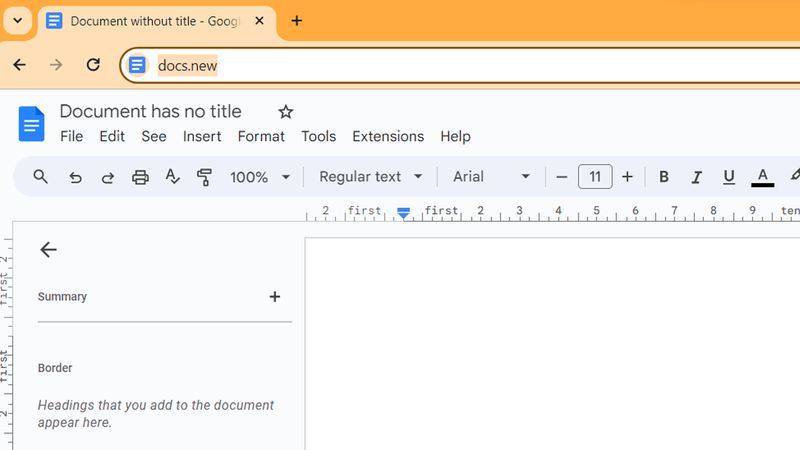 Document without title - Googl
docs.new
Document has no title
File Edit See Insert Format Tools Extensions Help
100% Regular text Arial 11 B I U A
2 first first 2 3 4 5 6 7 8 9 ten
Summary
Border
Headings that you add to the document
appear here.
first 2
first
2